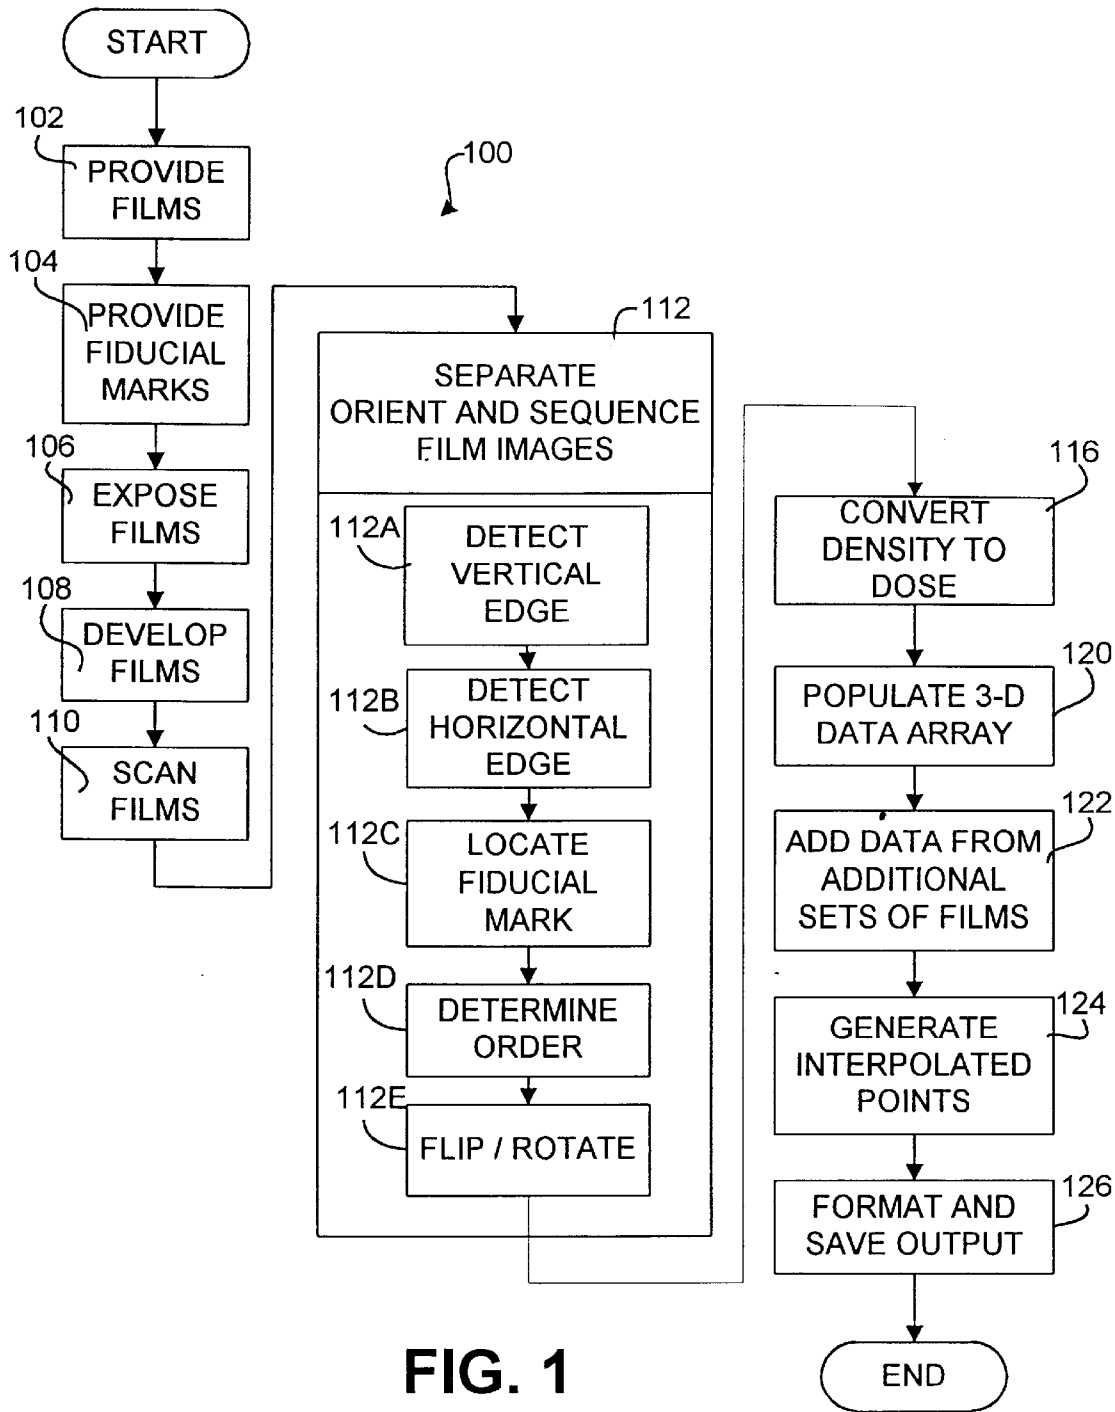 START
102
PROVIDE
FILMS
100
104
PROVIDE
FIDUCIAL
MARKS
106
EXPOSE
FILMS
108
DEVELOP
FILMS
110
SCAN
FILMS
112
SEPARATE
ORIENT AND SEQUENCE
FILM IMAGES
112A
DETECT
VERTICAL
EDGE
112B
DETECT
HORIZONTAL
EDGE
112C
LOCATE
FIDUCIAL
MARK
112D
DETERMINE
ORDER
112E
FLIP / ROTATE
116
CONVERT
DENSITY TO
DOSE
120
POPULATE 3-D
DATA ARRAY
122
ADD DATA FROM
ADDITIONAL
SETS OF FILMS
124
GENERATE
INTERPOLATED
POINTS
126
FORMAT AND
SAVE OUTPUT
END
FIG. 1